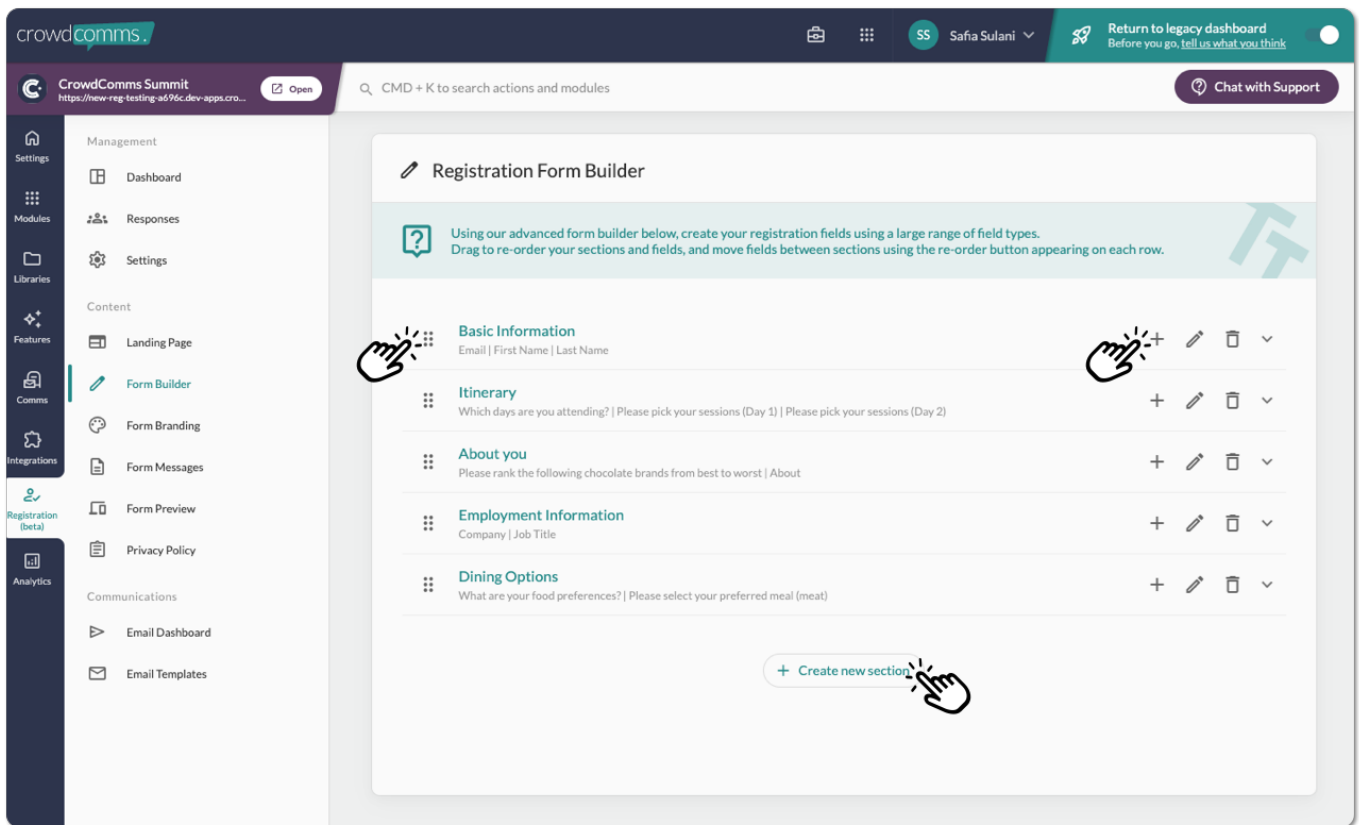 crowdcomms.
SS
Safia Sulani
Return to legacy dashboard
Before you go, tell us what you think
CrowdComms Summit
https://new-reg-testing-a696c.dev-apps.cro...
Open
CMD + K to search actions and modules
Chat with Support
Settings
Modules
Libraries
Features
Comms
Integrations
Registration
(beta)
Analytics
Management
Dashboard
Responses
Settings
Content
Landing Page
Form Builder
Form Branding
Form Messages
Form Preview
Privacy Policy
Communications
Email Dashboard
Email Templates
Registration Form Builder
Using our advanced form builder below, create your registration fields using a large range of field types.
Drag to re-order your sections and fields, and move fields between sections using the re-order button appearing on each row.
Basic Information
Email | First Name | Last Name
Itinerary
Which days are you attending? | Please pick your sessions (Day 1) | Please pick your sessions (Day 2)
About you
Please rank the following chocolate brands from best to worst | About
Employment Information
Company | Job Title
Dining Options
What are your food preferences? | Please select your preferred meal (meat)
+ Create new section